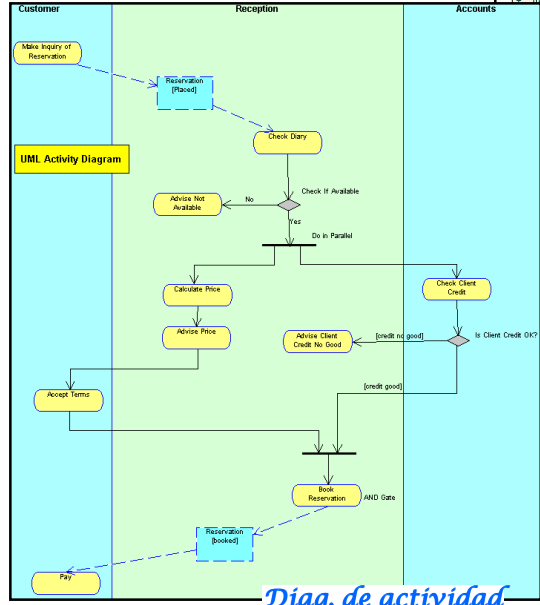 Customer
Reception
Accounts
Make Inquiry of
Reservation
Reservation
[Placed]
Check Diary
UML Activity Diagram
Check If Available
Advise Not
Available
No
Yes
Do in Parallel
Calculate Price
Check Client
Credit
Advise Price
Advise Client
Credit No Good
[credit no good]
Is Client Credit OK?
[credit good]
Accept Terms
Book
Reservation
AND Gate
Reservation
[booked]
Pay
Diag. de actividad